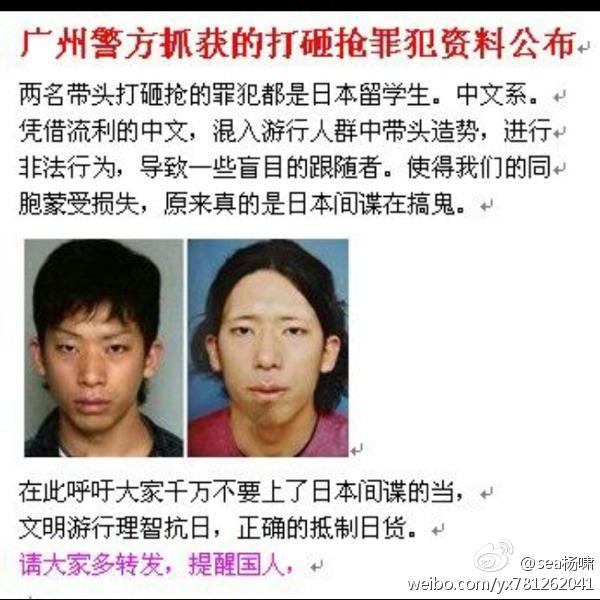 广州警方抓获的打砸抢罪犯资料公布
两名带头打砸抢的罪犯都是日本留学生。中文系。
凭借流利的中文，混入游行人群中带头造势，进行
非法行为，导致一些盲目的跟随者。使得我们的同
胞蒙受损失，原来真的是日本间谍在搞鬼。
在此呼吁大家千万不要上了日本间谍的当，
文明游行理智抗日，正确的抵制日货。
请大家多转发，提醒国人，
@sea杨啸
weibo.com/yx781262041